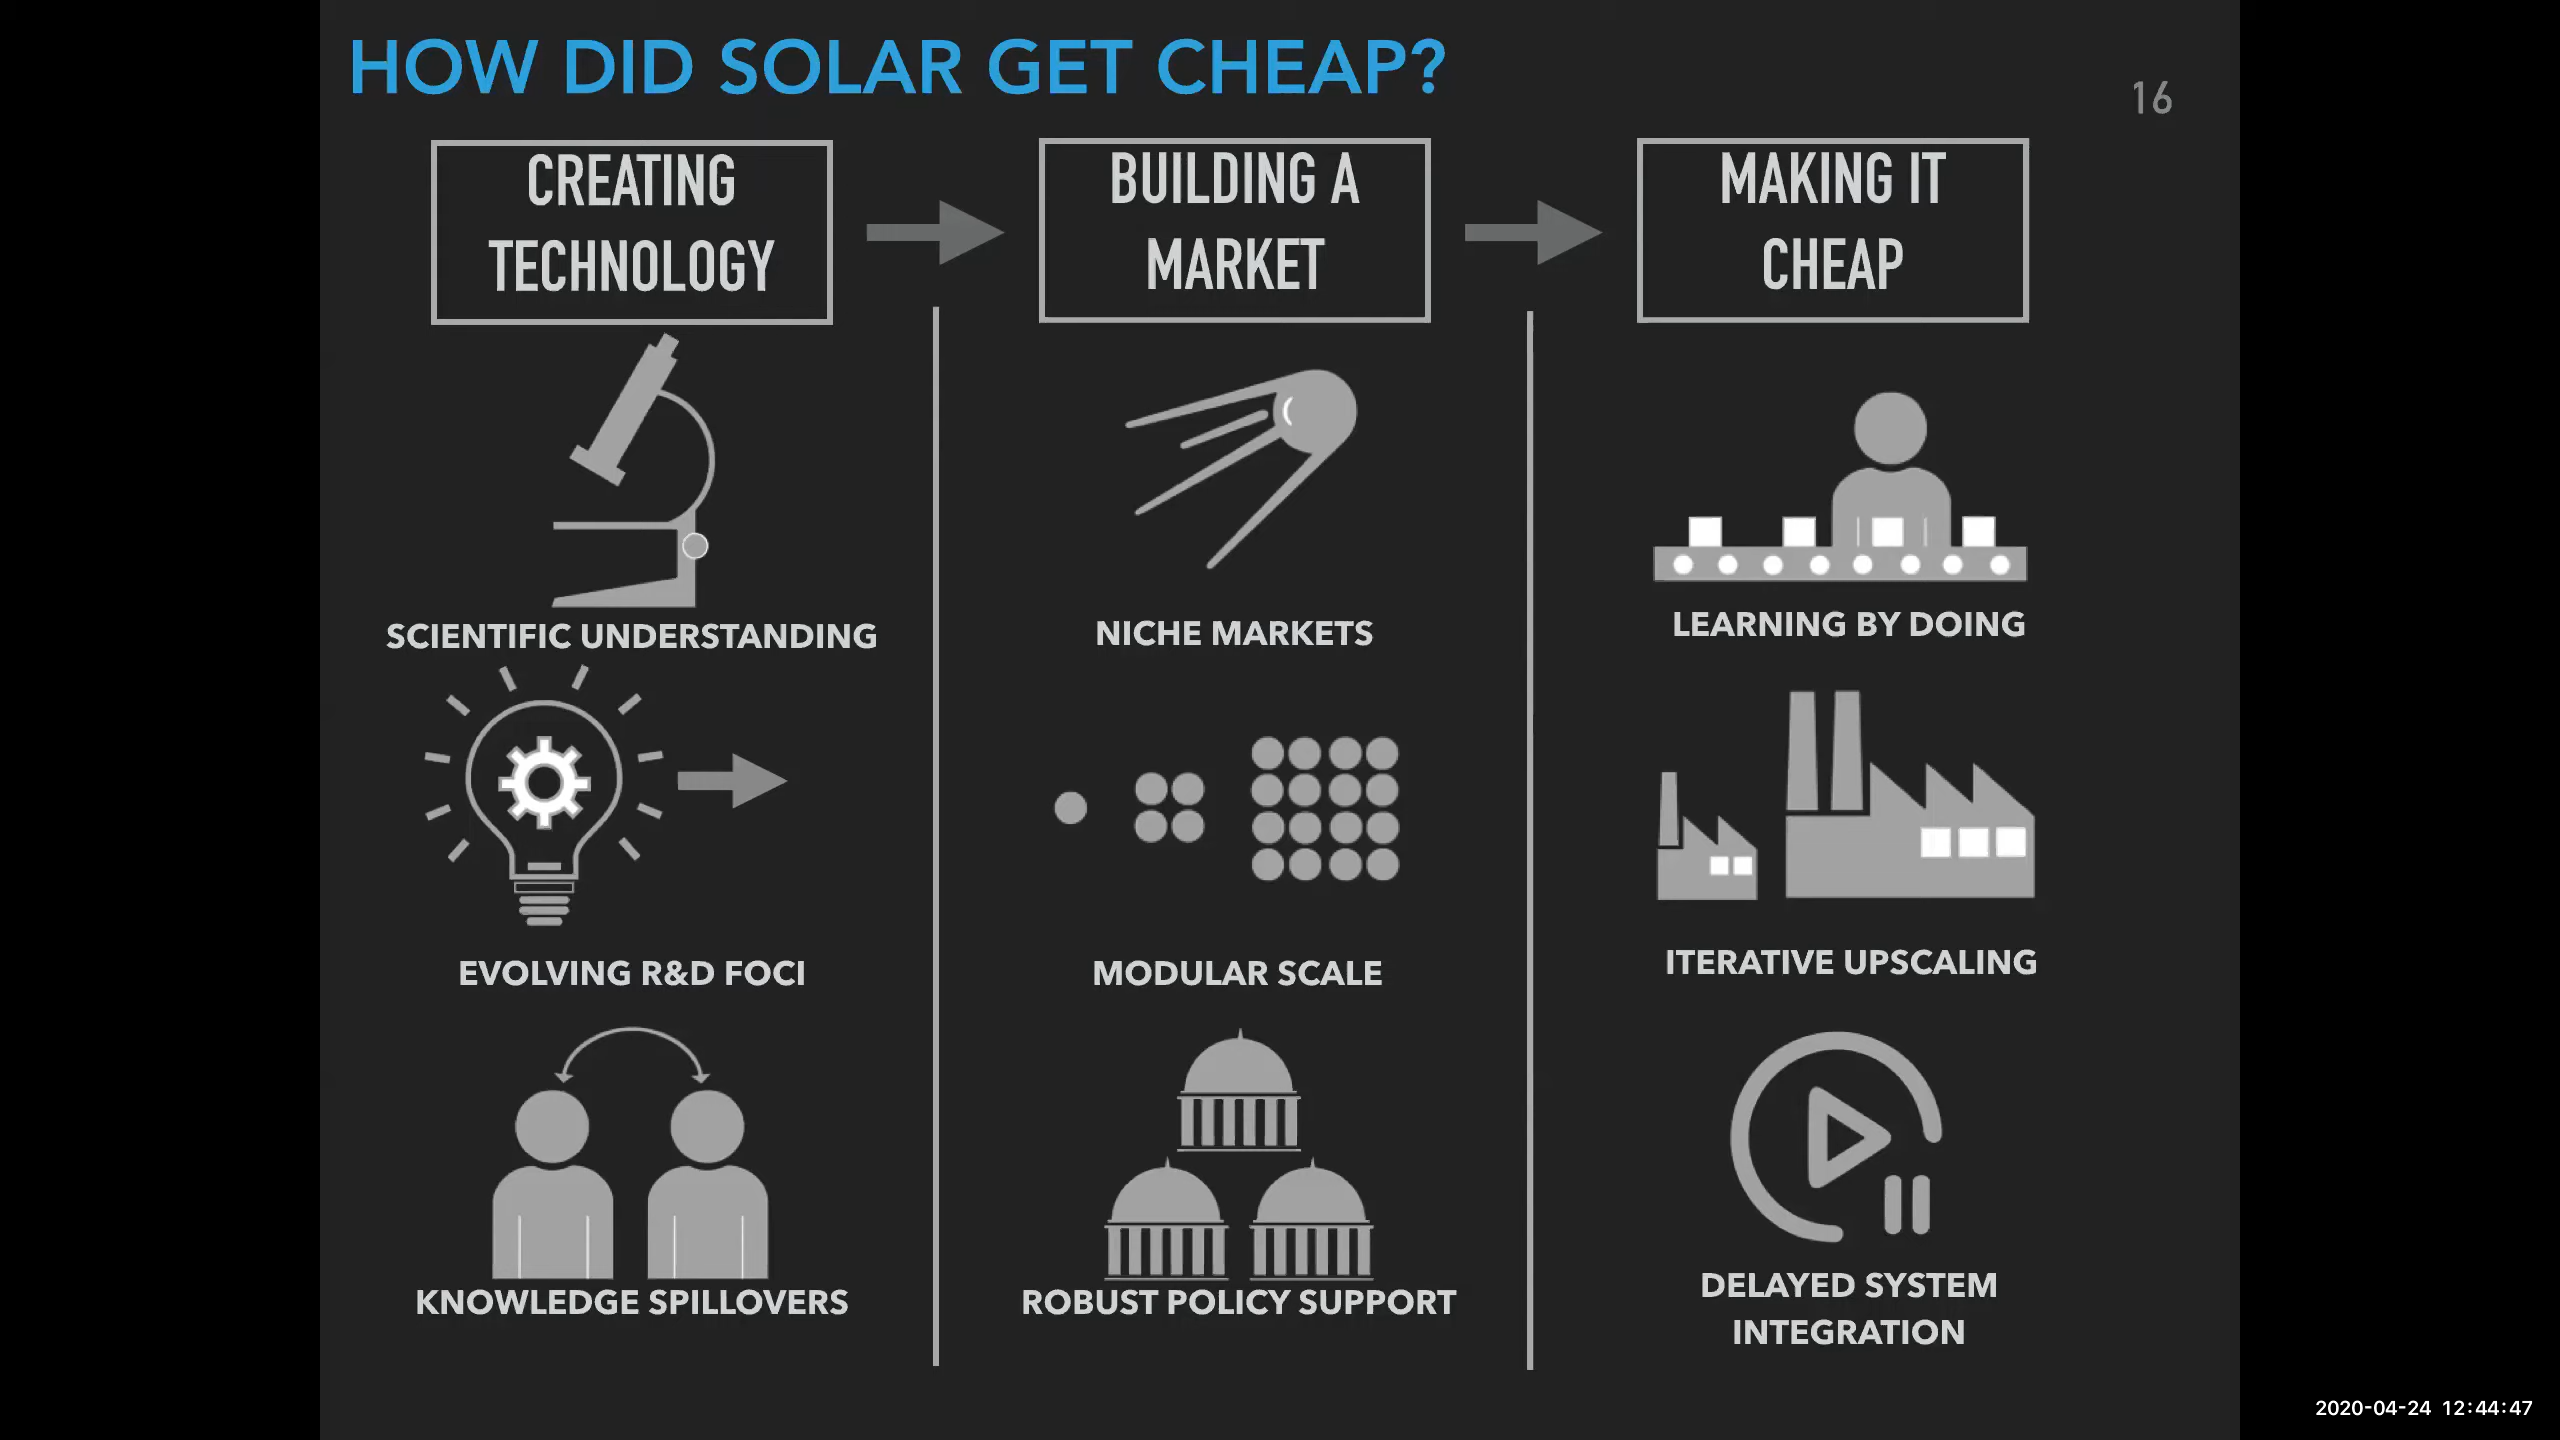 HOW DID SOLAR GET CHEAP?
16
CREATING
TECHNOLOGY
BUILDING A
MARKET
MAKING IT
CHEAP
SCIENTIFIC UNDERSTANDING
NICHE MARKETS
LEARNING BY DOING
EVOLVING R&D FOCI
MODULAR SCALE
ITERATIVE UPSCALING
KNOWLEDGE SPILLOVERS
ROBUST POLICY SUPPORT
DELAYED SYSTEM
INTEGRATION
2020-04-24 12:44:47